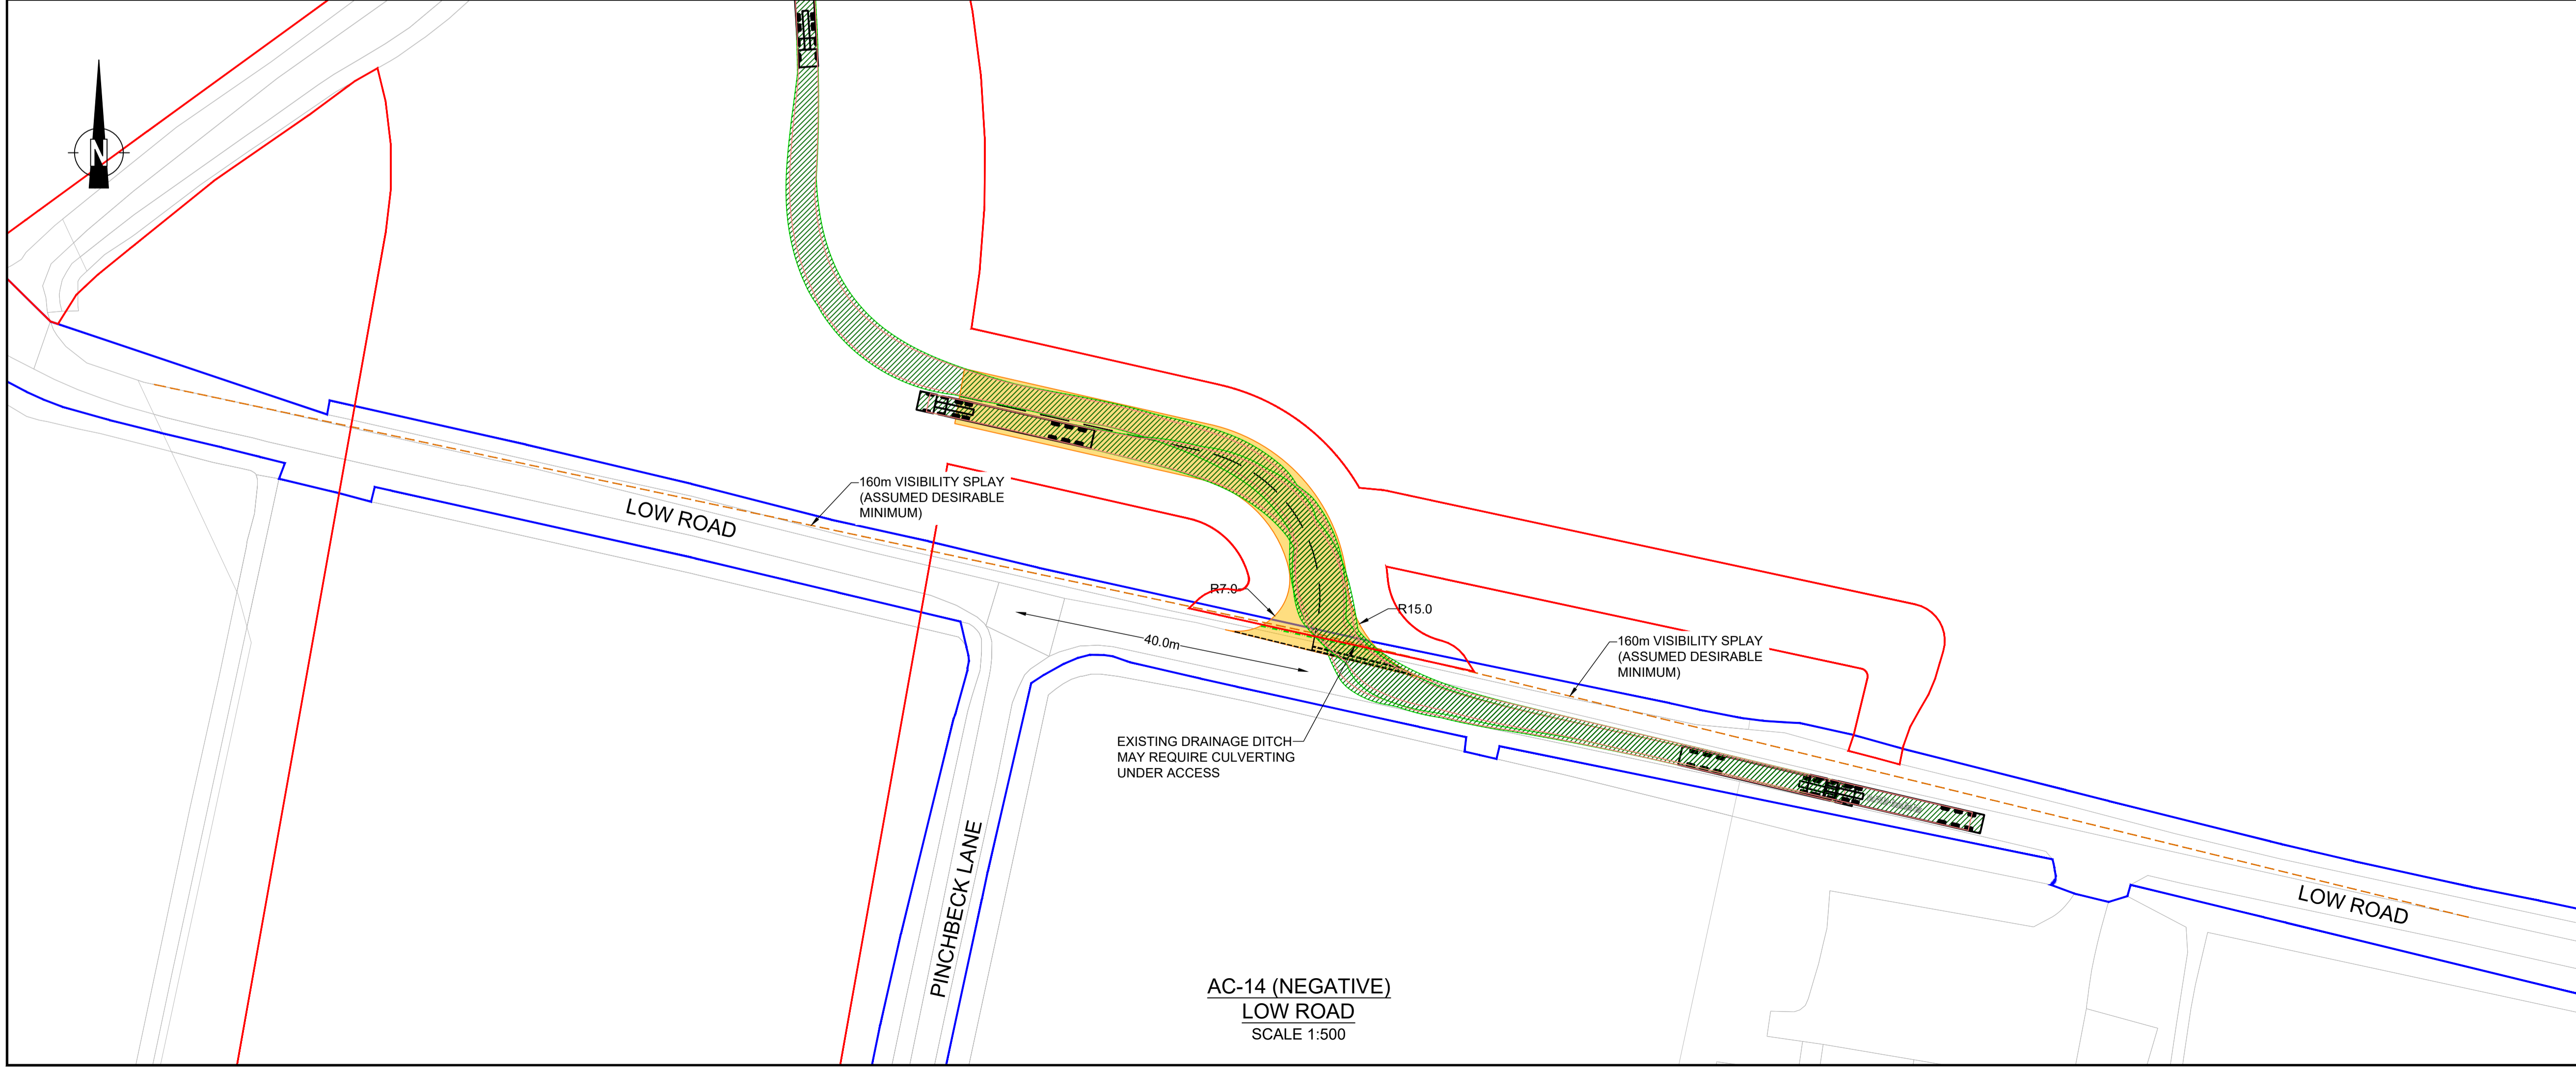 N
160m VISIBILITY SPLAY
(ASSUMED DESIRABLE
MINIMUM)
LOW ROAD
R7.0
R15.0
40.0m
160m VISIBILITY SPLAY
(ASSUMED DESIRABLE
MINIMUM)
EXISTING DRAINAGE DITCH
MAY REQUIRE CULVERTING
UNDER ACCESS
PINCHBECK LANE
LOW ROAD
AC-14 (NEGATIVE)
LOW ROAD
SCALE 1:500